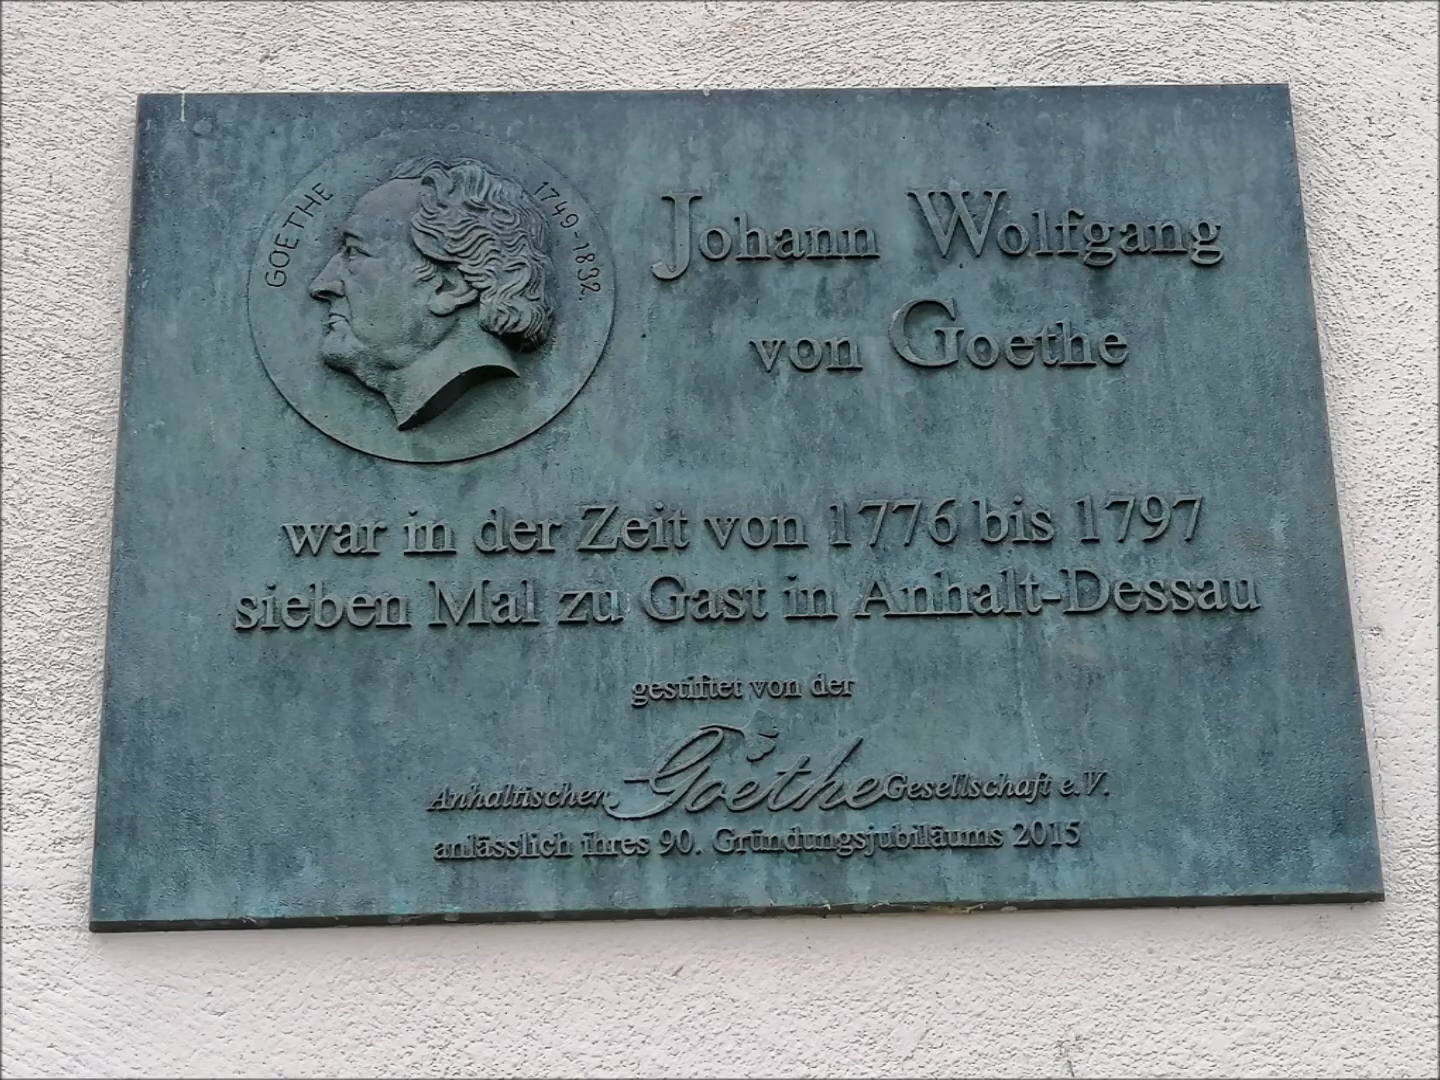 GOETHE 1749-1832
Johann Wolfgang
von Goethe
war in der Zeit von 1776 bis 1797
sieben Mal zu Gast in Anhalt-Dessau
gestiftet von der
Anhaltischen Goethe Gesellschaft e.V.
anlässlich ihres 90. Gründungsjubiläums 2015